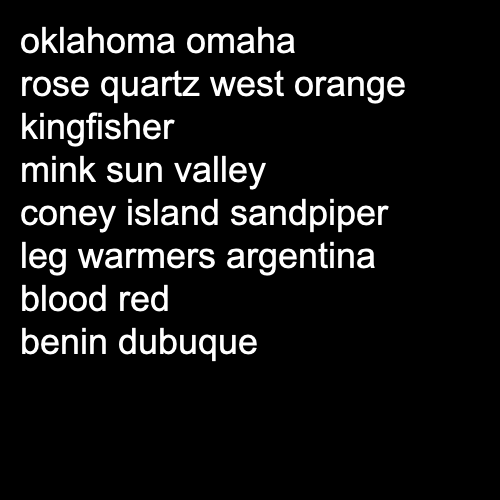 oklahoma omaha
rose quartz west orange
kingfisher
mink sun valley
coney island sandpiper
leg warmers argentina
blood red
benin dubuque